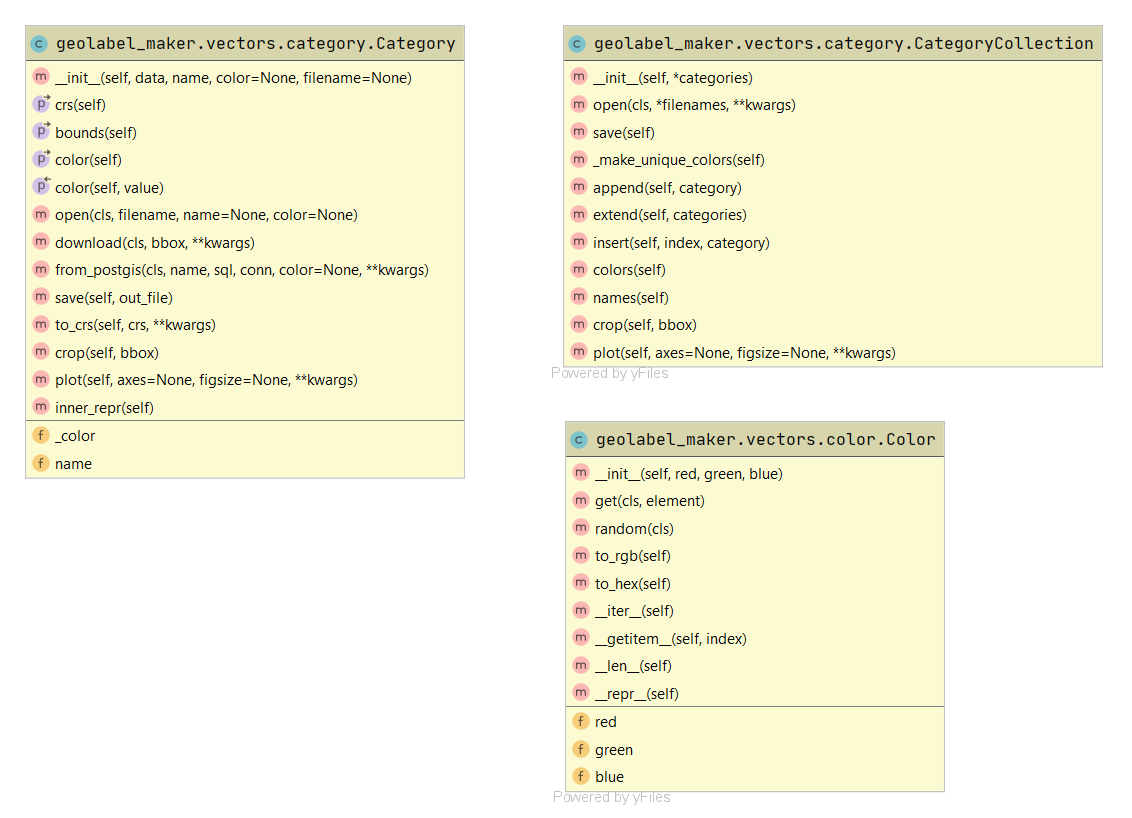 c geolabel_maker.vectors.category.Category
m __init__(self, data, name, color=None, filename=None)
p crs(self)
p bounds(self)
p color(self)
p color(self, value)
m open(cls, filename, name=None, color=None)
m download(cls, bbox, **kwargs)
m from_postgis(cls, name, sql, conn, color=None, **kwargs)
m save(self, out_file)
m to_crs(self, crs, **kwargs)
m crop(self, bbox)
m plot(self, axes=None, figsize=None, **kwargs)
m inner_repr(self)
f _color
f name
c geolabel_maker.vectors.category.CategoryCollection
m __init__(self, *categories)
m open(cls, *filenames, **kwargs)
m save(self)
m _make_unique_colors(self)
m append(self, category)
m extend(self, categories)
m insert(self, index, category)
m colors(self)
m names(self)
m crop(self, bbox)
m plot(self, axes=None, figsize=None, **kwargs)
Powered by yFiles
c geolabel_maker.vectors.color.Color
m __init__(self, red, green, blue)
m get(cls, element)
m random(cls)
m to_rgb(self)
m to_hex(self)
m __iter__(self)
m __getitem__(self, index)
m __len__(self)
m __repr__(self)
f red
f green
f blue
Powered by yFiles